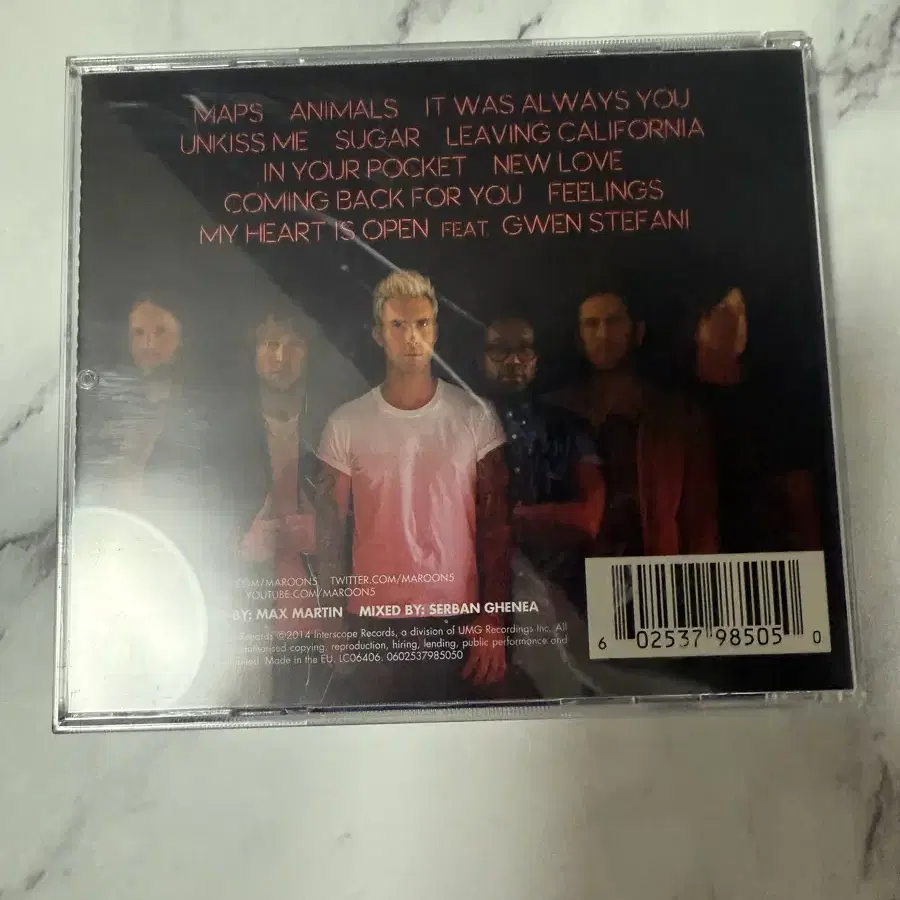 MAPS ANIMALS IT WAS ALWAYS YOU
UNKISS ME SUGAR LEAVING CALIFORNIA
IN YOUR POCKET NEW LOVE
COMING BACK FOR YOU FEELINGS
MY HEART IS OPEN FEAT. GWEN STEFANI
.COM/MAROON5 TWITTER.COM/MAROON5
YOUTUBE.COM/MAROON5
BY: MAX MARTIN MIXED BY: SERBAN GHENEA
Records ©2014 Interscope Records, a division of UMG Recordings Inc. All
copying, reproduction, hiring, lending, public performance and
Made in the EU. LC06406. 0602537985050
6 02537 98505 0